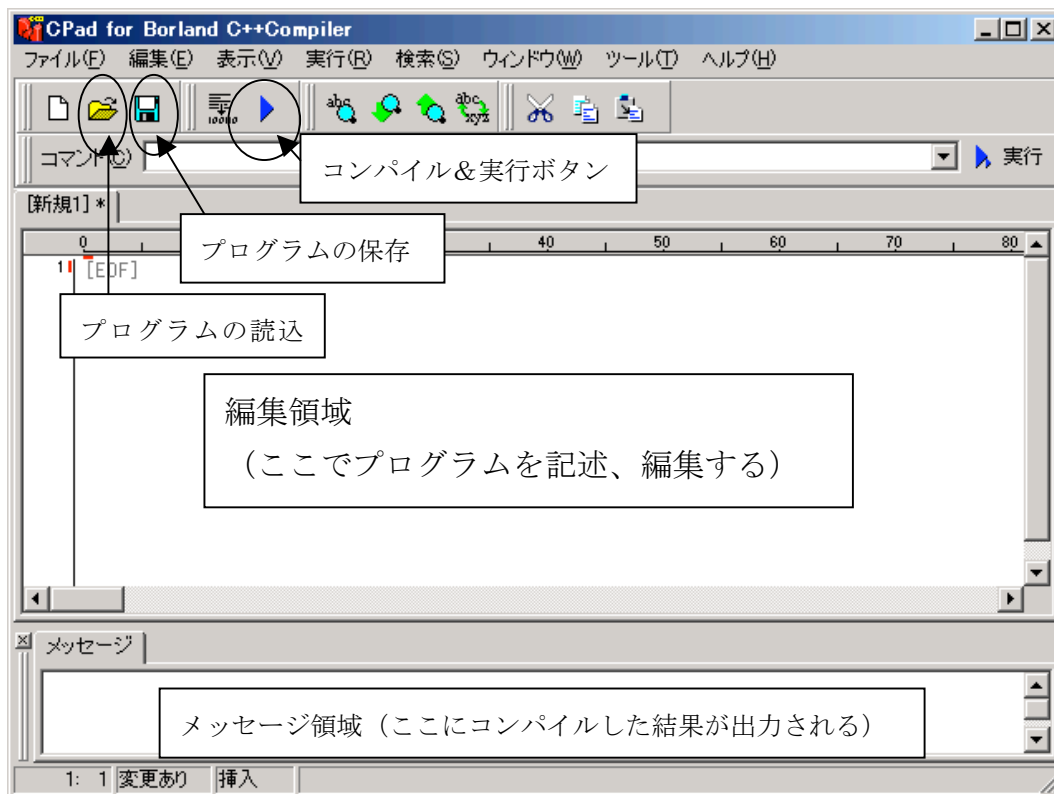 CPad for Borland C++Compiler
ファイル(F) 編集(E) 表示(V) 実行(R) 検索(S) ウィンドウ(W) ツール(T) ヘルプ(H)
コマンド(C) 実行
コンパイル&実行ボタン
[新規1] *
プログラムの保存
0 40 50 60 70 80
1 [EOF]
プログラムの読込
編集領域
（ここでプログラムを記述、編集する）
メッセージ
メッセージ領域（ここにコンパイルした結果が出力される）
1: 1 変更あり 挿入